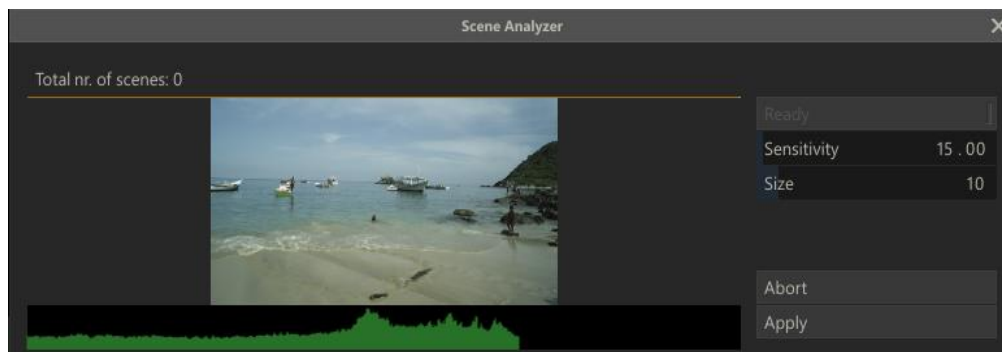 Scene Analyzer
Total nr. of scenes: 0
Ready
Sensitivity 15 . 00
Size 10
Abort
Apply